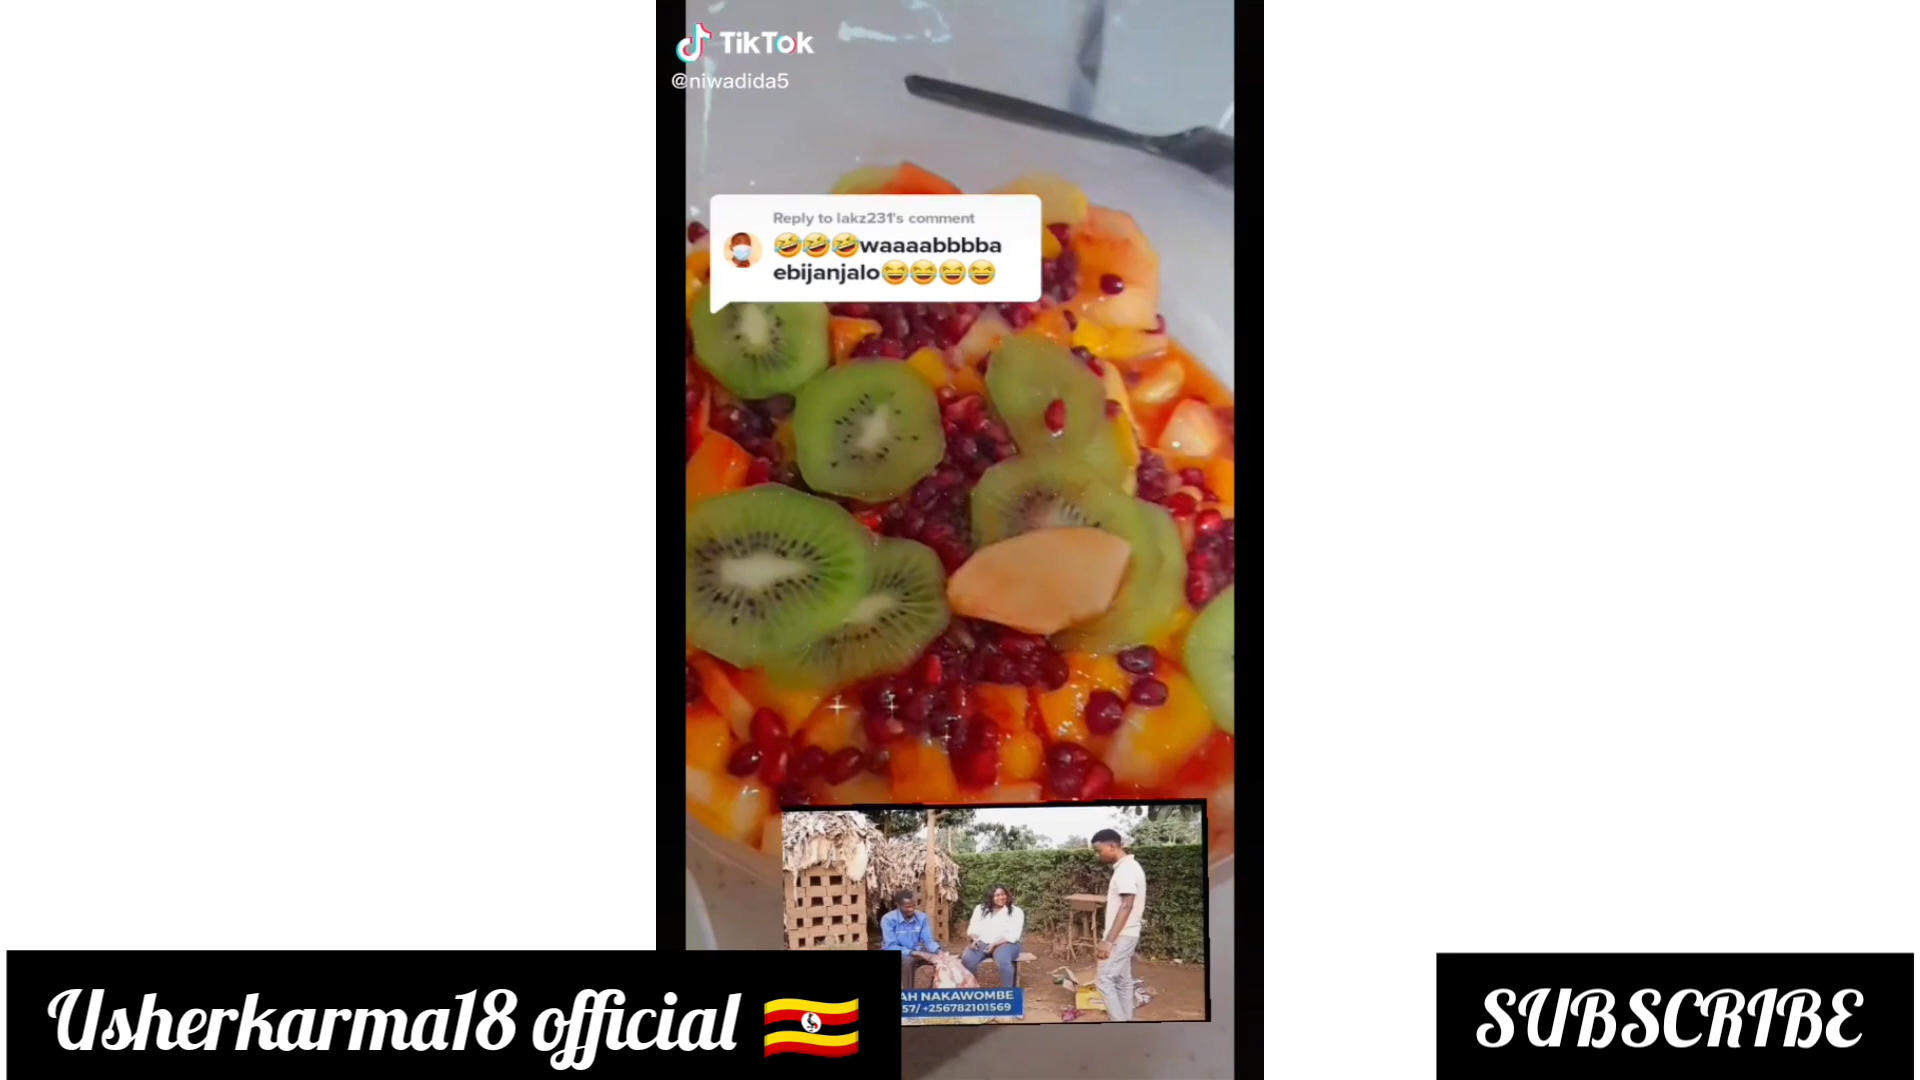 TikTok
@niwadida5
Reply to lakz231's comment
🤣🤣🤣waaaabbbba
ebijanjalo😂😂😂😂
AH NAKAWOMBE
57/+256782101569
Usherkarma18 official 🇺🇬
SUBSCRIBE